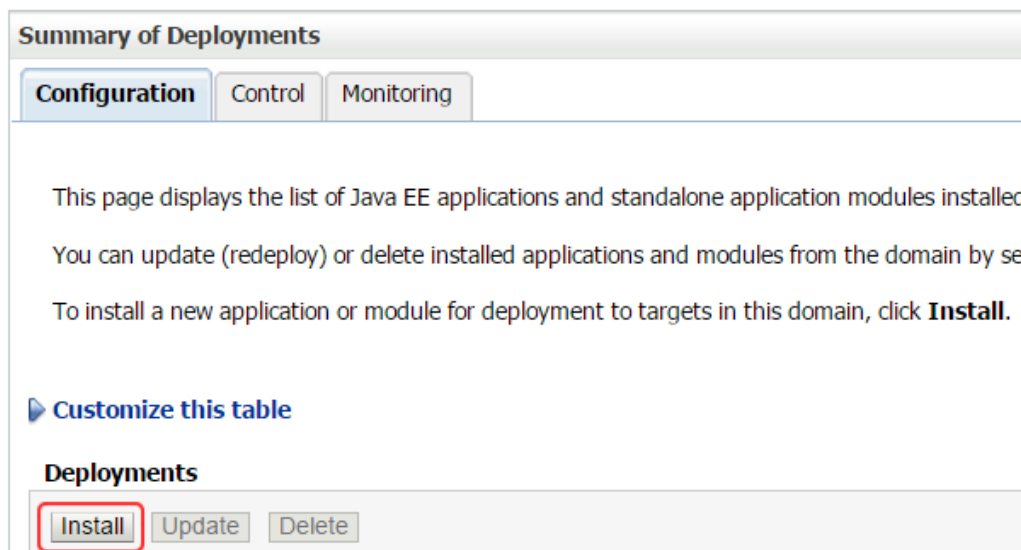 Summary of Deployments
Configuration Control Monitoring
This page displays the list of Java EE applications and standalone application modules installed
You can update (redeploy) or delete installed applications and modules from the domain by se
To install a new application or module for deployment to targets in this domain, click Install.
Customize this table
Deployments
Install Update Delete